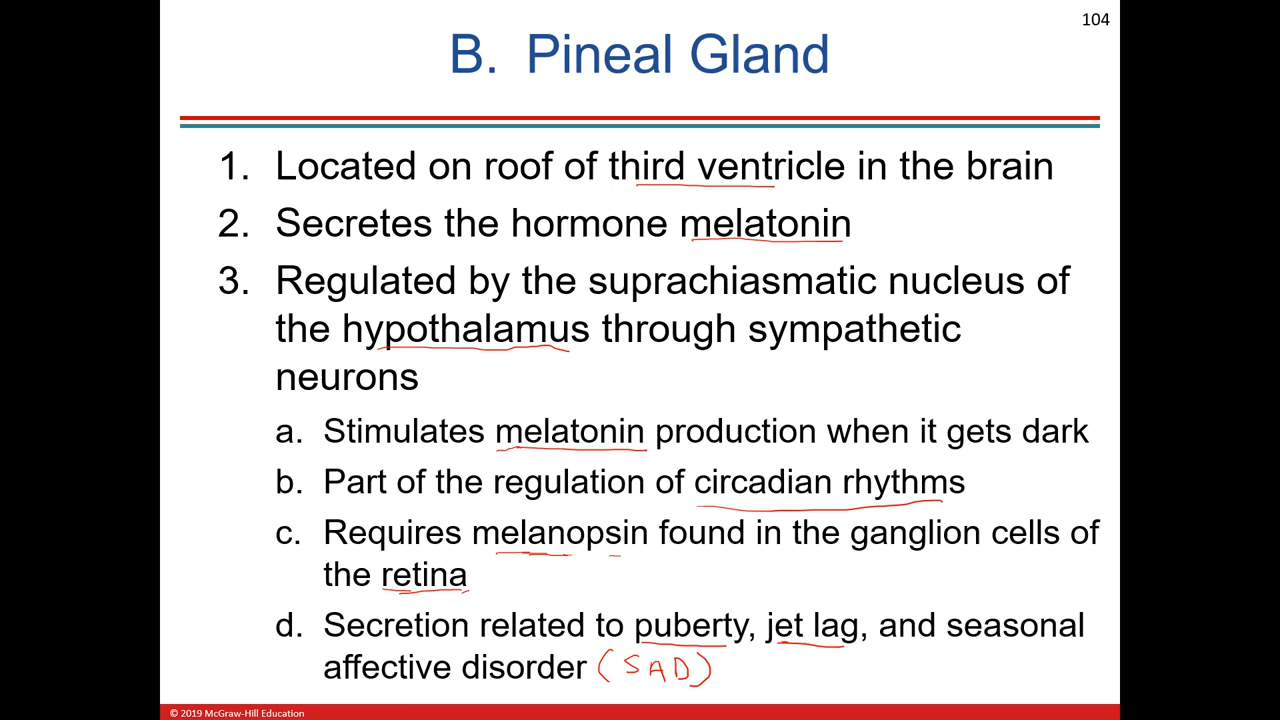 104
B. Pineal Gland
1. Located on roof of third ventricle in the brain
2. Secretes the hormone melatonin
3. Regulated by the suprachiasmatic nucleus of
the hypothalamus through sympathetic
neurons
a. Stimulates melatonin production when it gets dark
b. Part of the regulation of circadian rhythms
c. Requires melanopsin found in the ganglion cells of
the retina
d. Secretion related to puberty, jet lag, and seasonal
affective disorder (SAD)
© 2019 McGraw-Hill Education